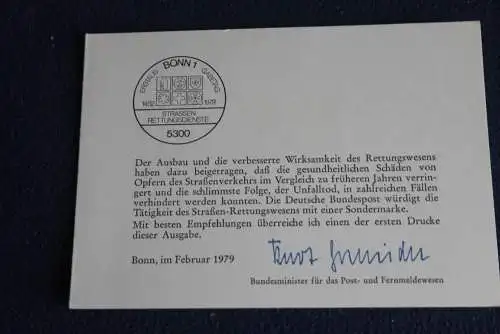 BONN 1
ERSTAUSGABETAG
STRASSEN
RETTUNGSDIENSTE
5300
Der Ausbau und die verbesserte Wirksamkeit des Rettungswesens
haben dazu beigetragen, daß die gesundheitlichen Schäden von
Opfern des Straßenverkehrs im Vergleich zu früheren Jahren verrin-
gert und die schlimmste Folge, der Unfalltod, in zahlreichen Fällen
verhindert werden konnten. Die Deutsche Bundespost würdigt die
Tätigkeit des Straßen-Rettungswesens mit einer Sondermarke.
Mit besten Empfehlungen überreiche ich einen der ersten Drucke
dieser Ausgabe.
Bonn, im Februar 1979
Kurt Gscheidle
Bundesminister für das Post- und Fernmeldewesen